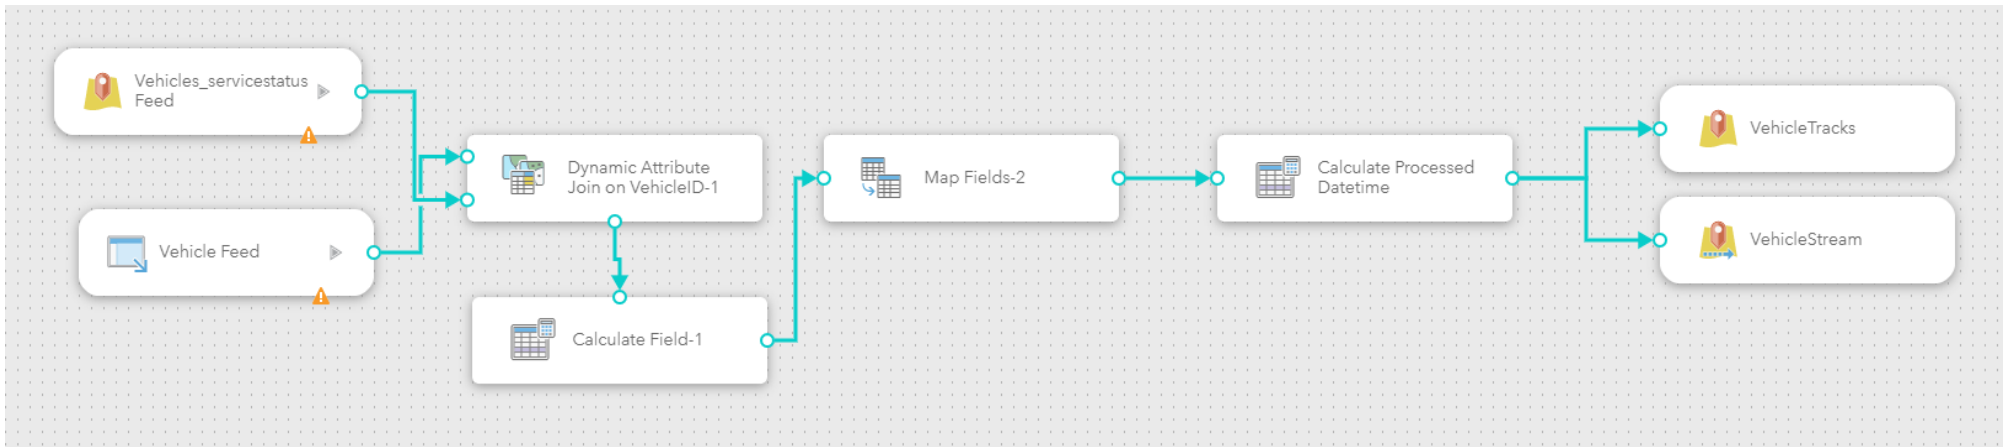 Vehicles_servicestatus
Feed
Vehicle Feed
Dynamic Attribute
Join on VehicleID-1
Calculate Field-1
Map Fields-2
Calculate Processed
Datetime
VehicleTracks
VehicleStream